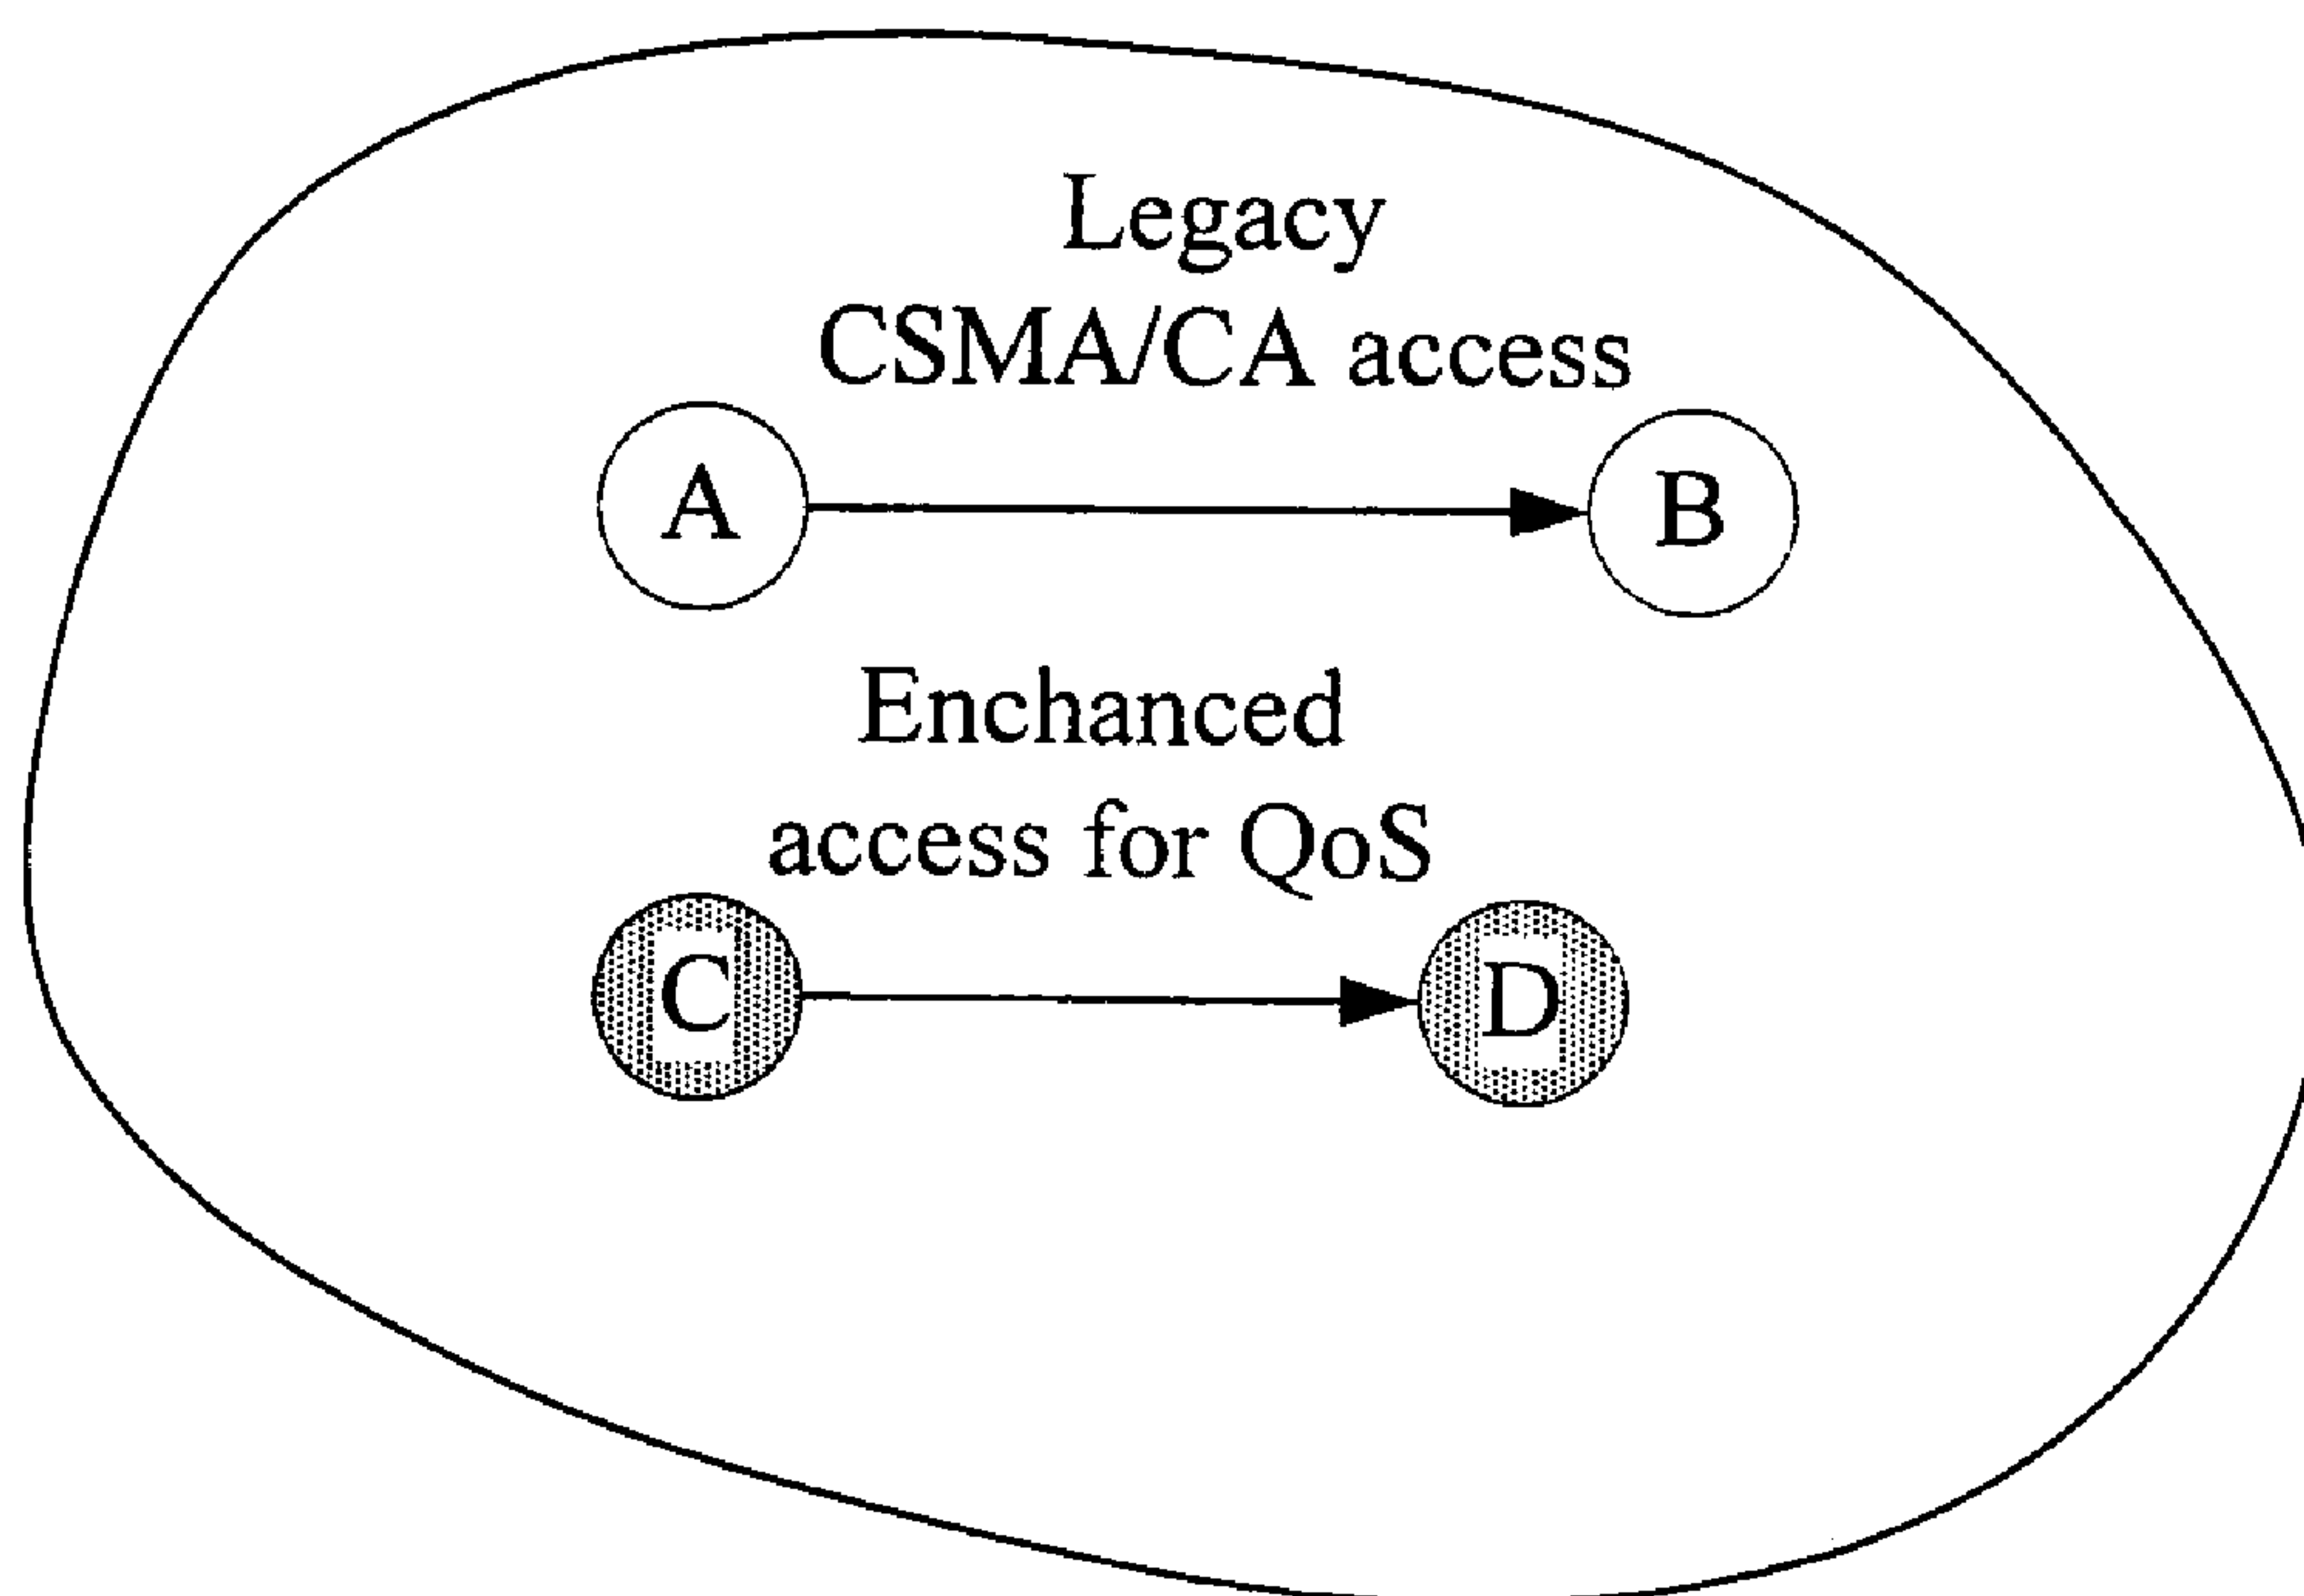 Legacy
CSMA/CA access
A
B
Enchanced
access for QoS
C
D